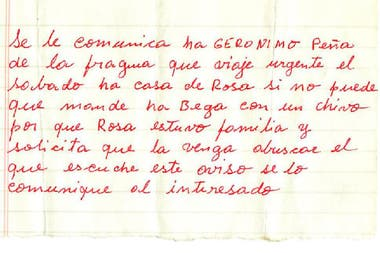 Se le comunica ha GERONIMO Peña
de la fragua que viaje urgente el
sabado ha casa de Rosa si no puede
que mande ha Bega con un chivo
por que Rosa estuvo familia y
solicita que la venga abuscar el
que escuche este aviso se lo
comunique al interesado